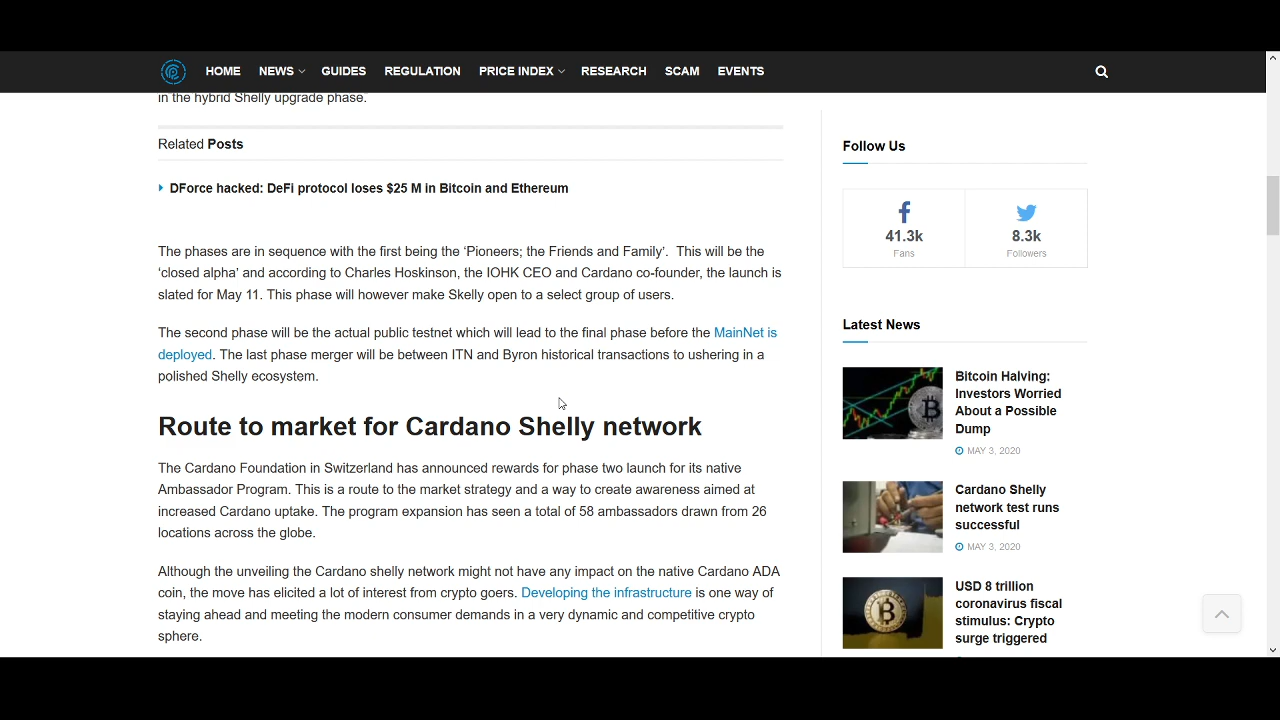 HOME NEWS GUIDES REGULATION PRICE INDEX RESEARCH SCAM EVENTS
in the hybrid Shelly upgrade phase.
Related Posts
DForce hacked: DeFi protocol loses $25 M in Bitcoin and Ethereum
The phases are in sequence with the first being the ‘Pioneers; the Friends and Family’.  This will be the
‘closed alpha’ and according to Charles Hoskinson, the IOHK CEO and Cardano co-founder, the launch is
slated for May 11. This phase will however make Skelly open to a select group of users.
The second phase will be the actual public testnet which will lead to the final phase before the MainNet is
deployed. The last phase merger will be between ITN and Byron historical transactions to ushering in a
polished Shelly ecosystem.
Route to market for Cardano Shelly network
The Cardano Foundation in Switzerland has announced rewards for phase two launch for its native
Ambassador Program. This is a route to the market strategy and a way to create awareness aimed at
increased Cardano uptake. The program expansion has seen a total of 58 ambassadors drawn from 26
locations across the globe.
Although the unveiling the Cardano shelly network might not have any impact on the native Cardano ADA
coin, the move has elicited a lot of interest from crypto goers. Developing the infrastructure is one way of
staying ahead and meeting the modern consumer demands in a very dynamic and competitive crypto
sphere.
Follow Us
41.3k
Fans
8.3k
Followers
Latest News
Bitcoin Halving:
Investors Worried
About a Possible
Dump
MAY 3, 2020
Cardano Shelly
network test runs
successful
MAY 3, 2020
USD 8 trillion
coronavirus fiscal
stimulus: Crypto
surge triggered